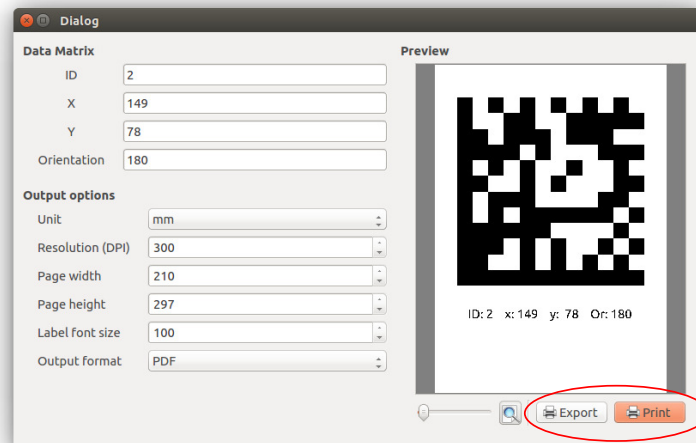 Dialog
Data Matrix
ID 2
X 149
Y 78
Orientation 180
Output options
Unit mm
Resolution (DPI) 300
Page width 210
Page height 297
Label font size 100
Output format PDF
Preview
ID: 2 x: 149 y: 78 Or: 180
Export Print